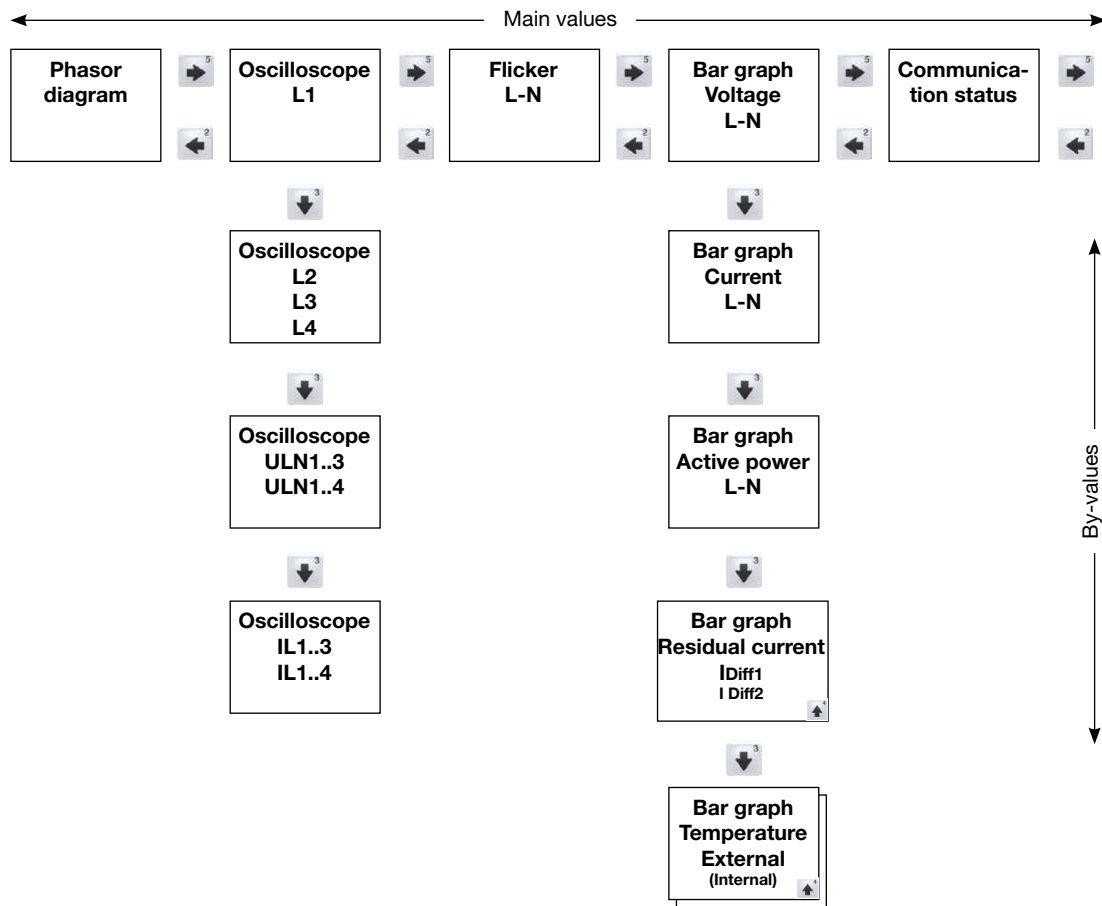 Main values
Phasor
diagram
5
2
Oscilloscope
L1
5
2
Flicker
L-N
5
2
Bar graph
Voltage
L-N
5
2
Communica-
tion status
5
2
3
3
Oscilloscope
L2
L3
L4
Bar graph
Current
L-N
3
3
Oscilloscope
ULN1..3
ULN1..4
Bar graph
Active power
L-N
3
3
Oscilloscope
IL1..3
IL1..4
Bar graph
Residual current
IDiff1
I Diff2
4
3
Bar graph
Temperature
External
(Internal)
4
By-values